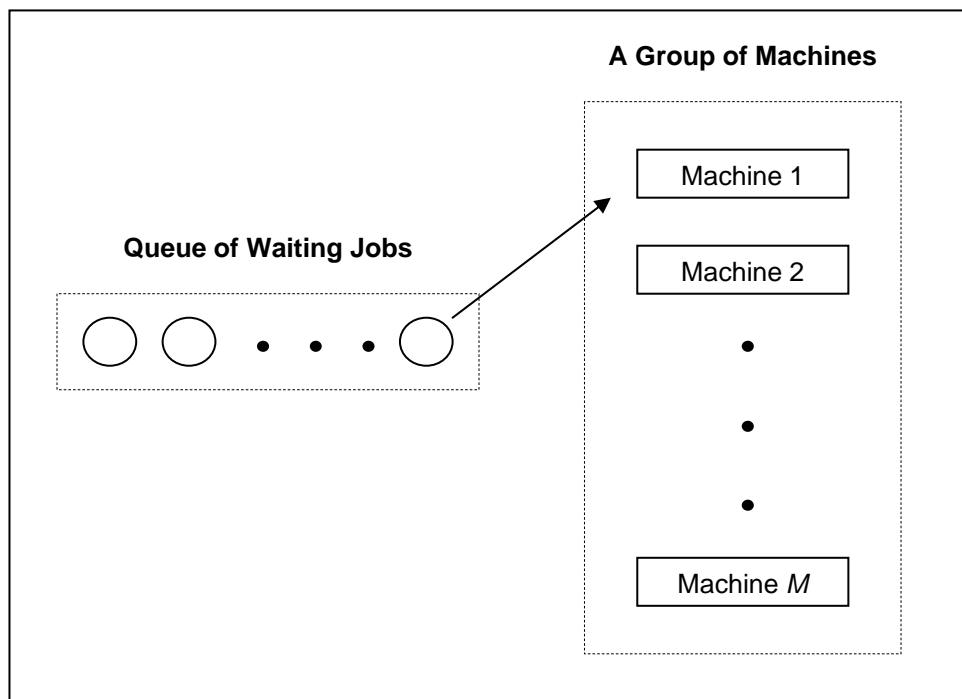 A Group of Machines
Machine 1
Queue of Waiting Jobs
Machine 2
Machine M